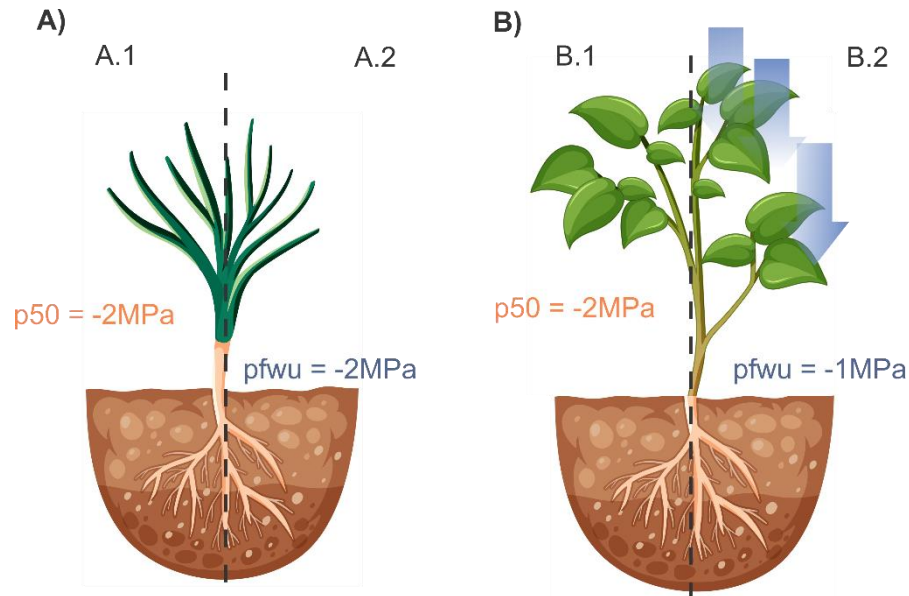 A)
A.1
A.2
p50 = -2MPa
pfwu = -2MPa
B)
B.1
B.2
p50 = -2MPa
pfwu = -1MPa